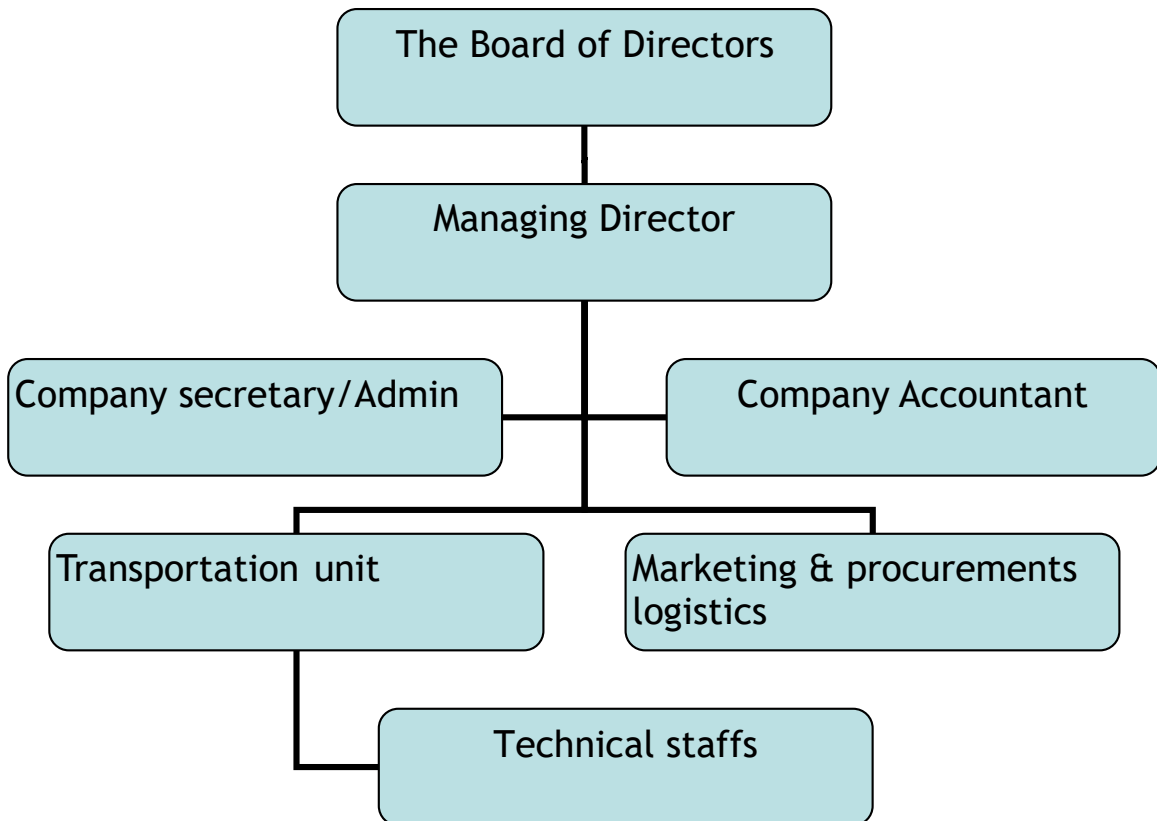 The Board of Directors
Managing Director
Company secretary/Admin
Company Accountant
Transportation unit
Marketing & procurements
logistics
Technical staffs